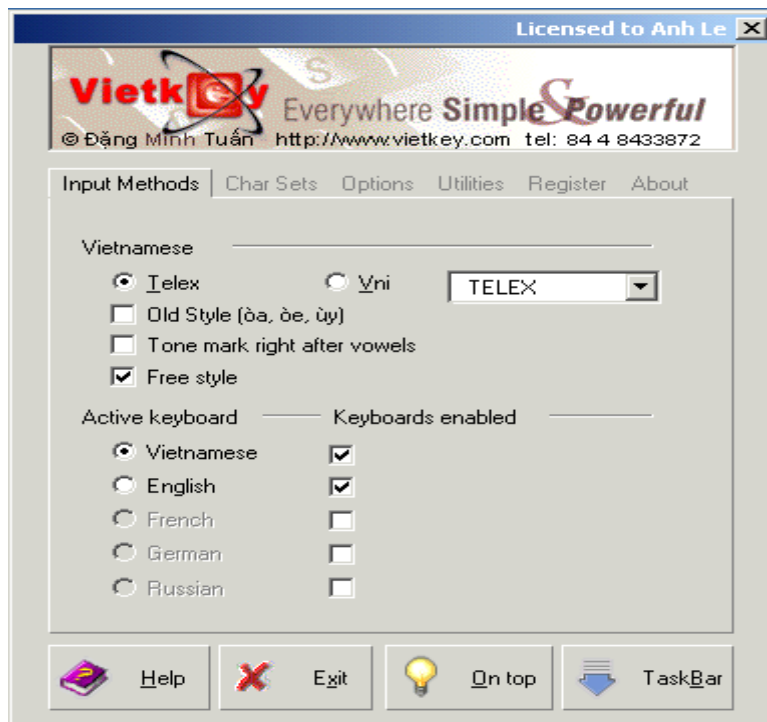 Licensed to Anh Le
Vietkey Everywhere Simple & Powerful
© Đặng Minh Tuấn http://www.vietkey.com tel: 84 4 8433872
Input Methods Char Sets Options Utilities Register About
Vietnamese
Telex Vni TELEX
Old Style (òa, òe, ùy)
Tone mark right after vowels
Free style
Active keyboard Keyboards enabled
Vietnamese
English
French
German
Russian
Help Exit On top TaskBar